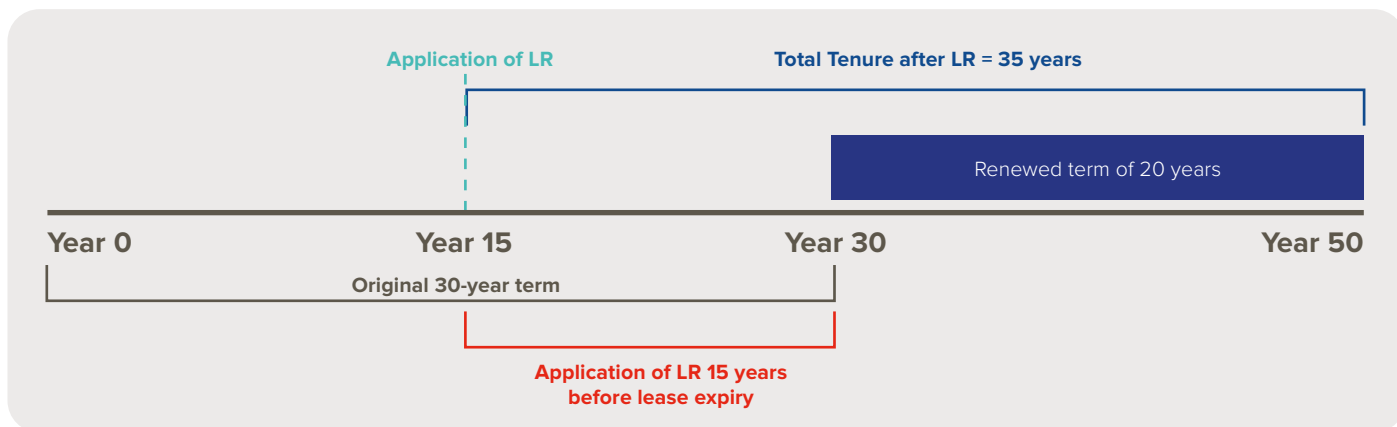 Application of LR
Total Tenure after LR = 35 years
Renewed term of 20 years
Year 0
Year 15
Year 30
Year 50
Original 30-year term
Application of LR 15 years
before lease expiry